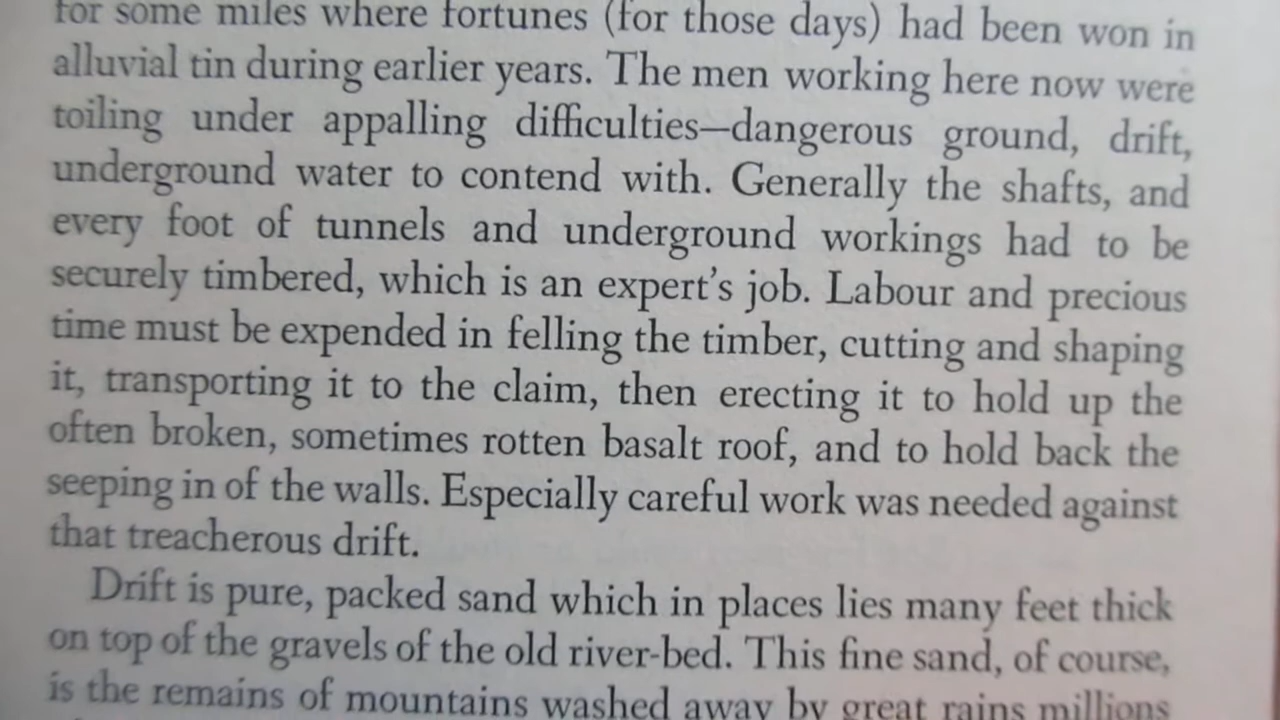 for some miles where fortunes (for those days) had been won in
alluvial tin during earlier years. The men working here now were
toiling under appalling difficulties—dangerous ground, drift,
underground water to contend with. Generally the shafts, and
every foot of tunnels and underground workings had to be
securely timbered, which is an expert's job. Labour and precious
time must be expended in felling the timber, cutting and shaping
it, transporting it to the claim, then erecting it to hold up the
often broken, sometimes rotten basalt roof, and to hold back the
seeping in of the walls. Especially careful work was needed against
that treacherous drift.
Drift is pure, packed sand which in places lies many feet thick
on top of the gravels of the old river-bed. This fine sand, of course,
is the remains of mountains washed away by great rains millions